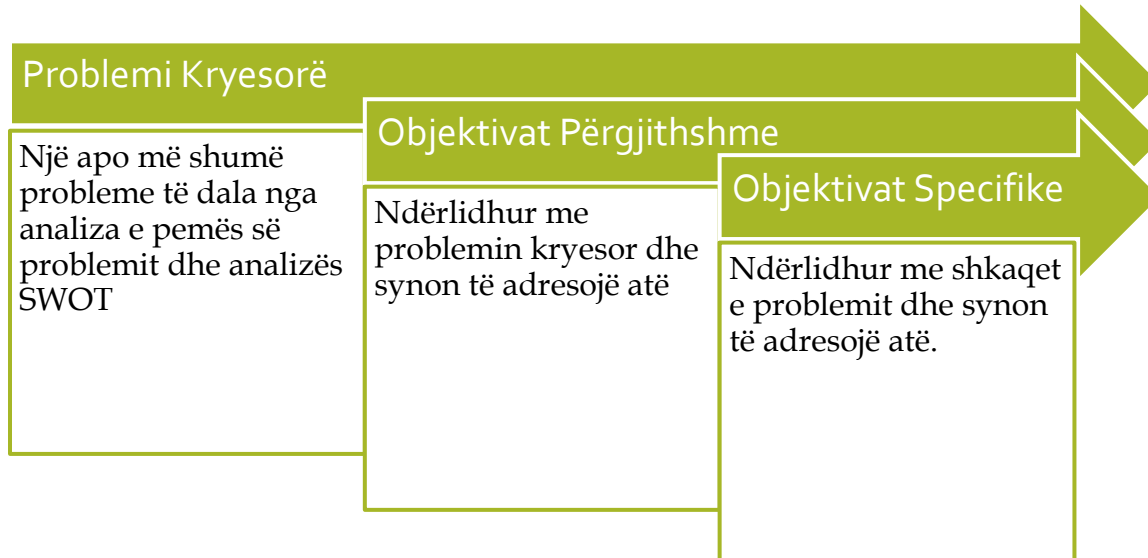 Problemi Kryesorë
Një apo më shumë
probleme të dala nga
analiza e pemës së
problemit dhe analizës
SWOT
Objektivat Përgjithshme
Ndërlidhur me
problemin kryesor dhe
synon të adresojë atë
Objektivat Specifike
Ndërlidhur me shkaqet
e problemit dhe synon
të adresojë atë.